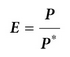 E = P / P*